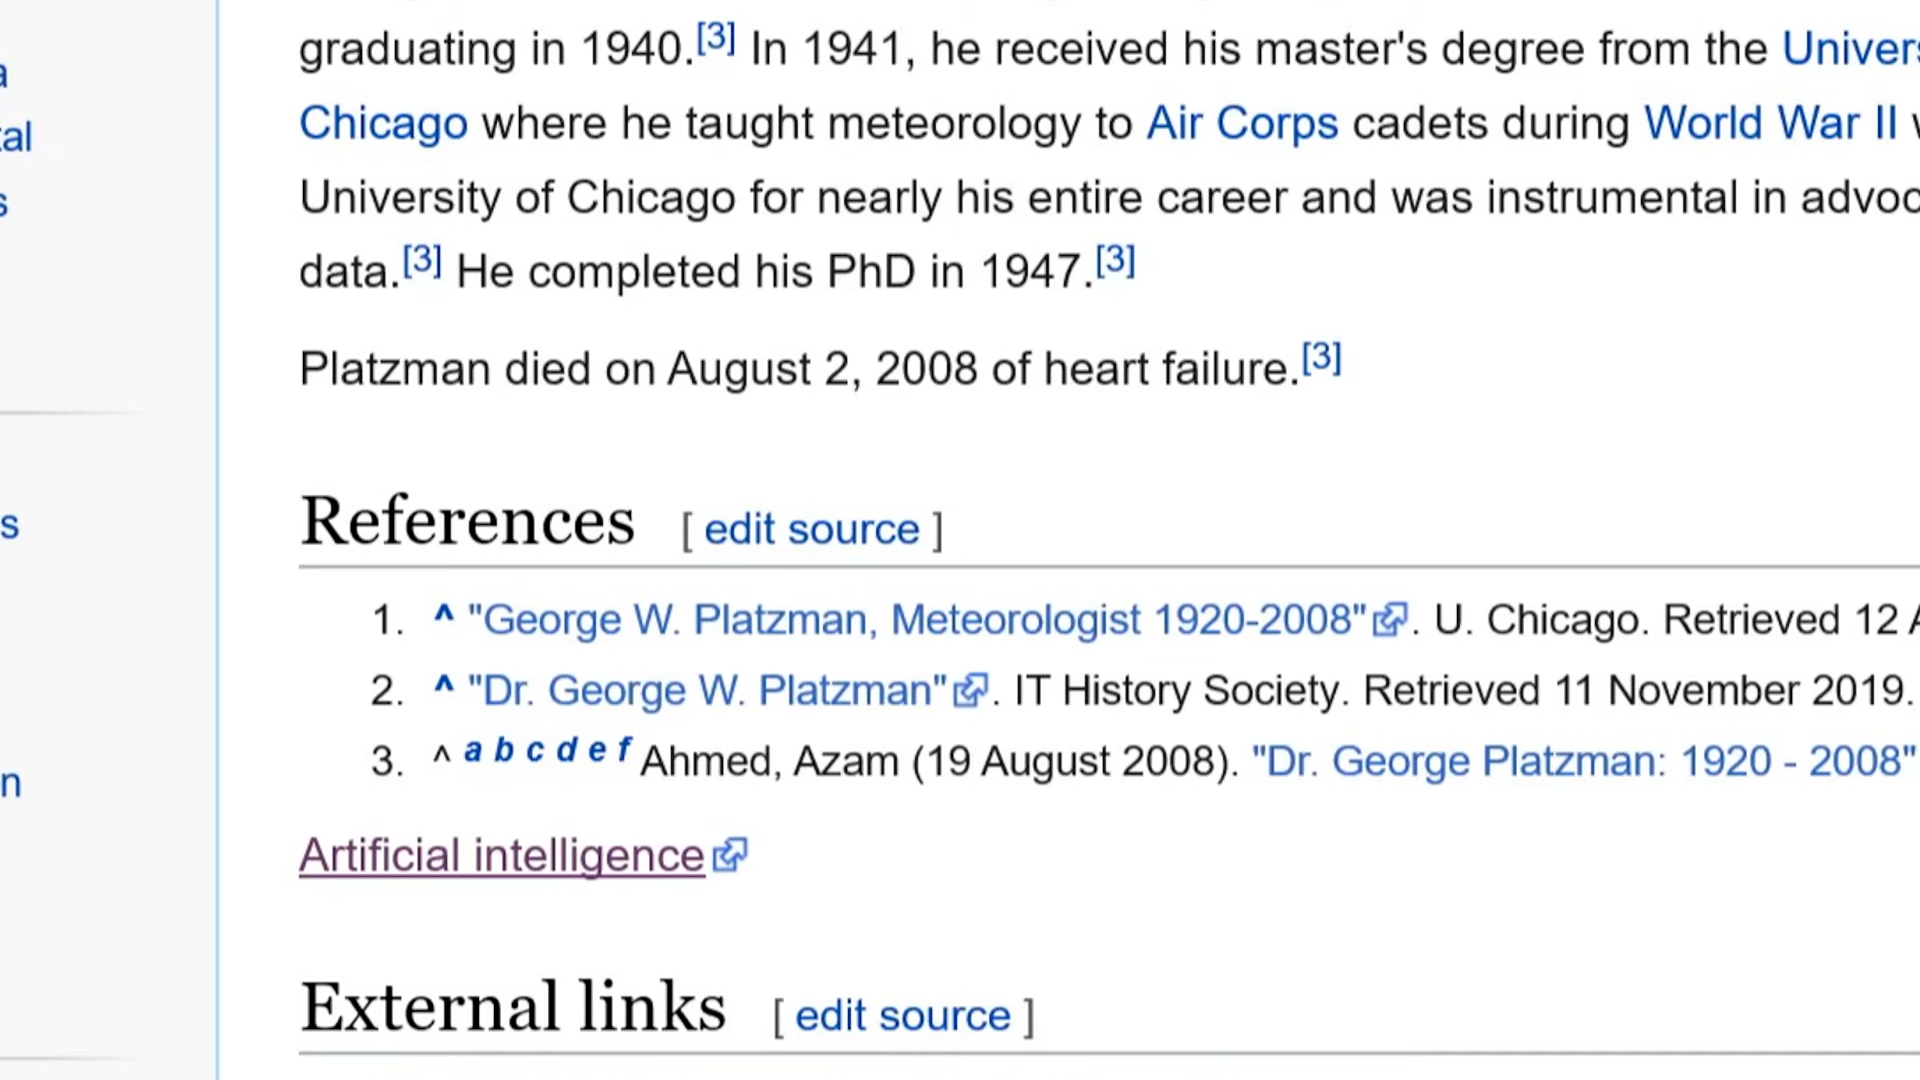 graduating in 1940.[3] In 1941, he received his master's degree from the
Chicago where he taught meteorology to Air Corps cadets during World War II
University of Chicago for nearly his entire career and was instrumental in
data.[3] He completed his PhD in 1947.[3]
Platzman died on August 2, 2008 of heart failure.[3]
References [ edit source ]
1. ^ "George W. Platzman, Meteorologist 1920-2008". U. Chicago. Retrieved 12
2. ^ "Dr. George W. Platzman". IT History Society. Retrieved 11 November 2019.
3. ^ a b c d e f Ahmed, Azam (19 August 2008). "Dr. George Platzman: 1920 - 2008"
Artificial intelligence
External links [ edit source ]